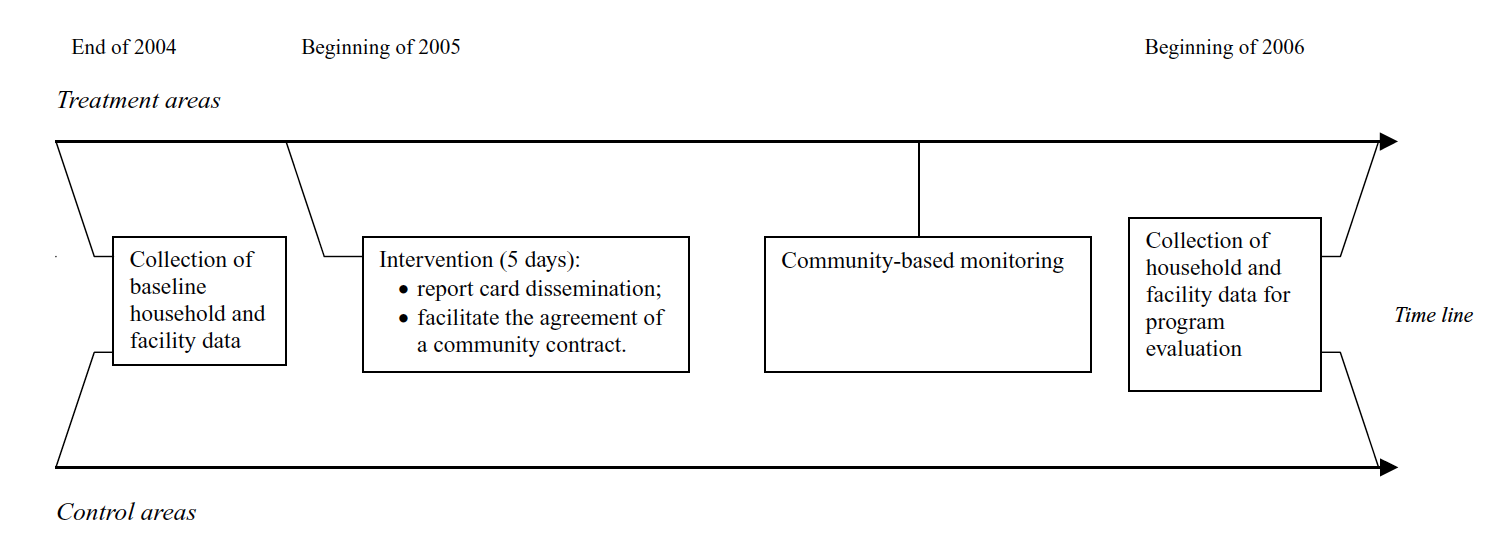 End of 2004
Beginning of 2005
Beginning of 2006
Treatment areas
Collection of
baseline
household and
facility data
Intervention (5 days):
• report card dissemination;
• facilitate the agreement of
a community contract.
Community-based monitoring
Collection of
household and
facility data for
program
evaluation
Time line
Control areas